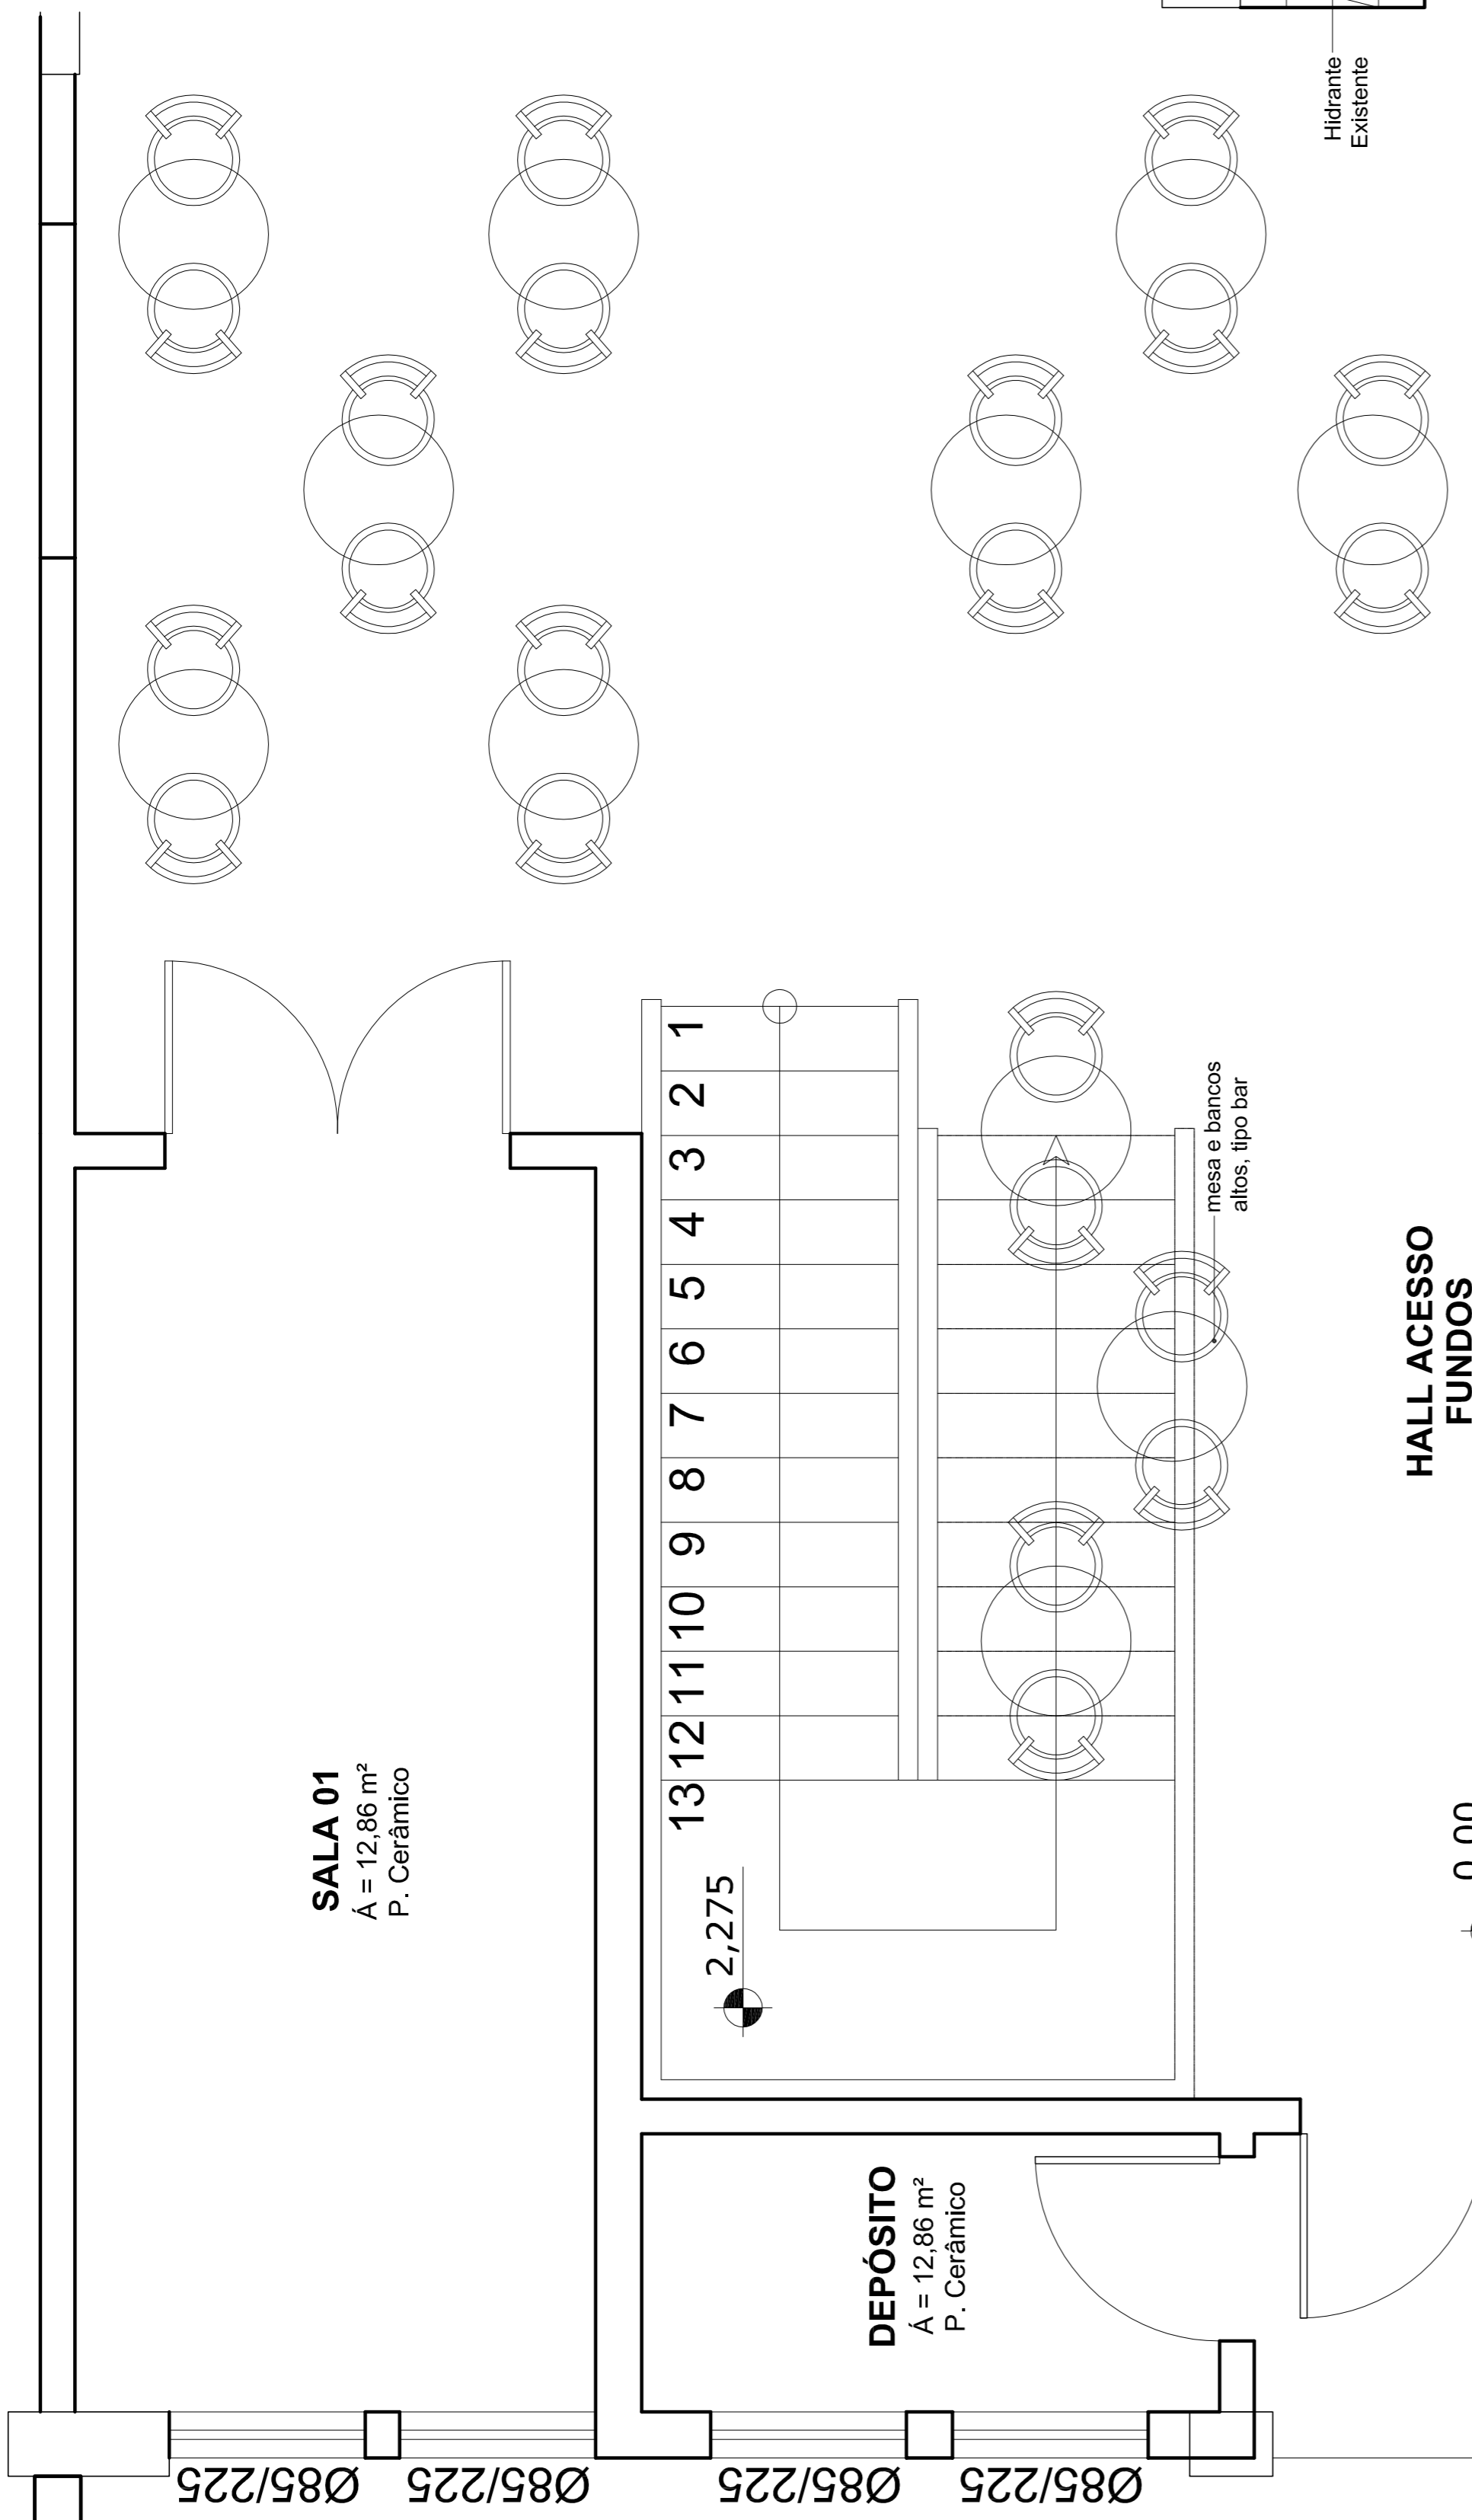 Hidrante
Existente
1
2
3
4
5
6
7
8
9
10
11
12
13
mesa e bancos
altos, tipo bar
HALL ACESSO
FUNDOS
SALA 01
Á = 12,86 m²
P. Cerâmico
2,275
0,00
DEPÓSITO
Á = 12,86 m²
P. Cerâmico
Ø85/225
Ø85/225
Ø85/225
Ø85/225